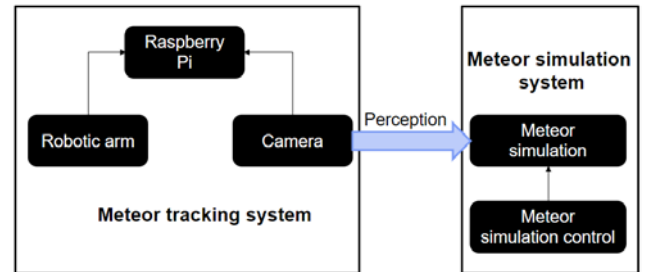 Raspberry
Pi
Robotic arm
Camera
Meteor tracking system
Perception
Meteor simulation
system
Meteor
simulation
Meteor
simulation control